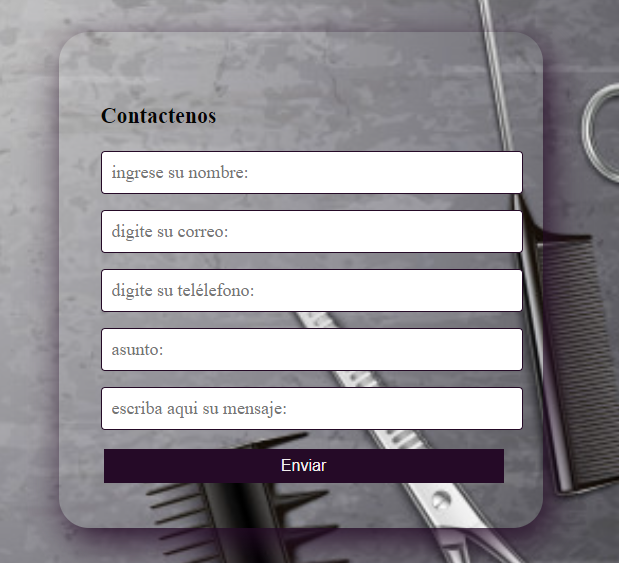 Contactenos
ingrese su nombre:
digite su correo:
digite su telélefono:
asunto:
escriba aqui su mensaje:
Enviar